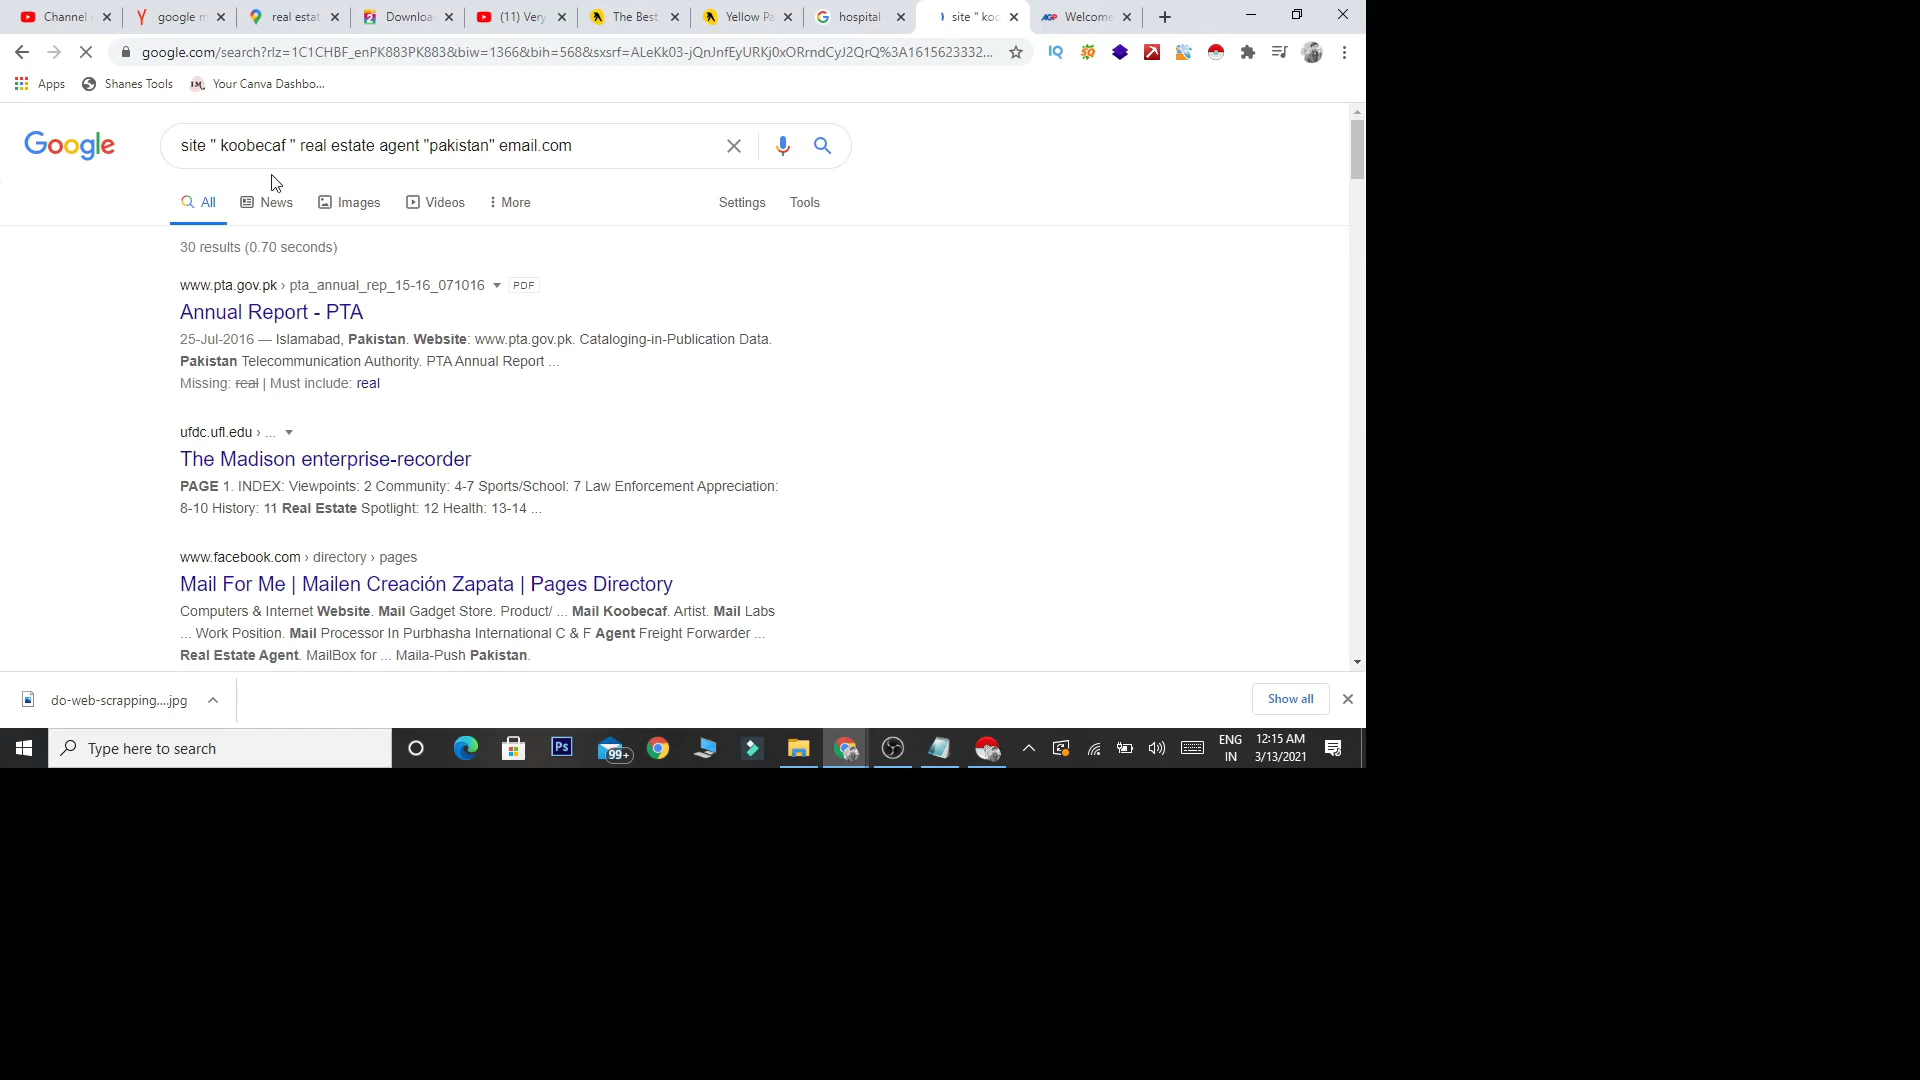 Channel
google m
real estat
Downloa
(11) Very
The Best
Yellow Pa
hospital
site " koo
Welcome
google.com/search?rlz=1C1CHBF_enPK883PK883&biw=1366&bih=568&sxsrf=ALeKk03-jQnJnfEyURKj0xORrndCyJ2QrQ%3A1615623332...
Apps
Shanes Tools
Your Canva Dashbo...
Google
site " koobecaf " real estate agent "pakistan" email.com
All
News
Images
Videos
More
Settings
Tools
30 results (0.70 seconds)
www.pta.gov.pk › pta_annual_rep_15-16_071016 PDF
Annual Report - PTA
25-Jul-2016 — Islamabad, Pakistan. Website: www.pta.gov.pk. Cataloging-in-Publication Data.
Pakistan Telecommunication Authority. PTA Annual Report ...
Missing: real | Must include: real
ufdc.ufl.edu › ...
The Madison enterprise-recorder
PAGE 1. INDEX: Viewpoints: 2 Community: 4-7 Sports/School: 7 Law Enforcement Appreciation:
8-10 History: 11 Real Estate Spotlight: 12 Health: 13-14 ...
www.facebook.com › directory › pages
Mail For Me | Mailen Creación Zapata | Pages Directory
Computers & Internet Website. Mail Gadget Store. Product/ ... Mail Koobecaf. Artist. Mail Labs
... Work Position. Mail Processor In Purbhasha International C & F Agent Freight Forwarder ...
Real Estate Agent. MailBox for ... Maila-Push Pakistan.
do-web-scrapping....jpg
Show all
Type here to search
Ps
99+
ENG
IN
12:15 AM
3/13/2021